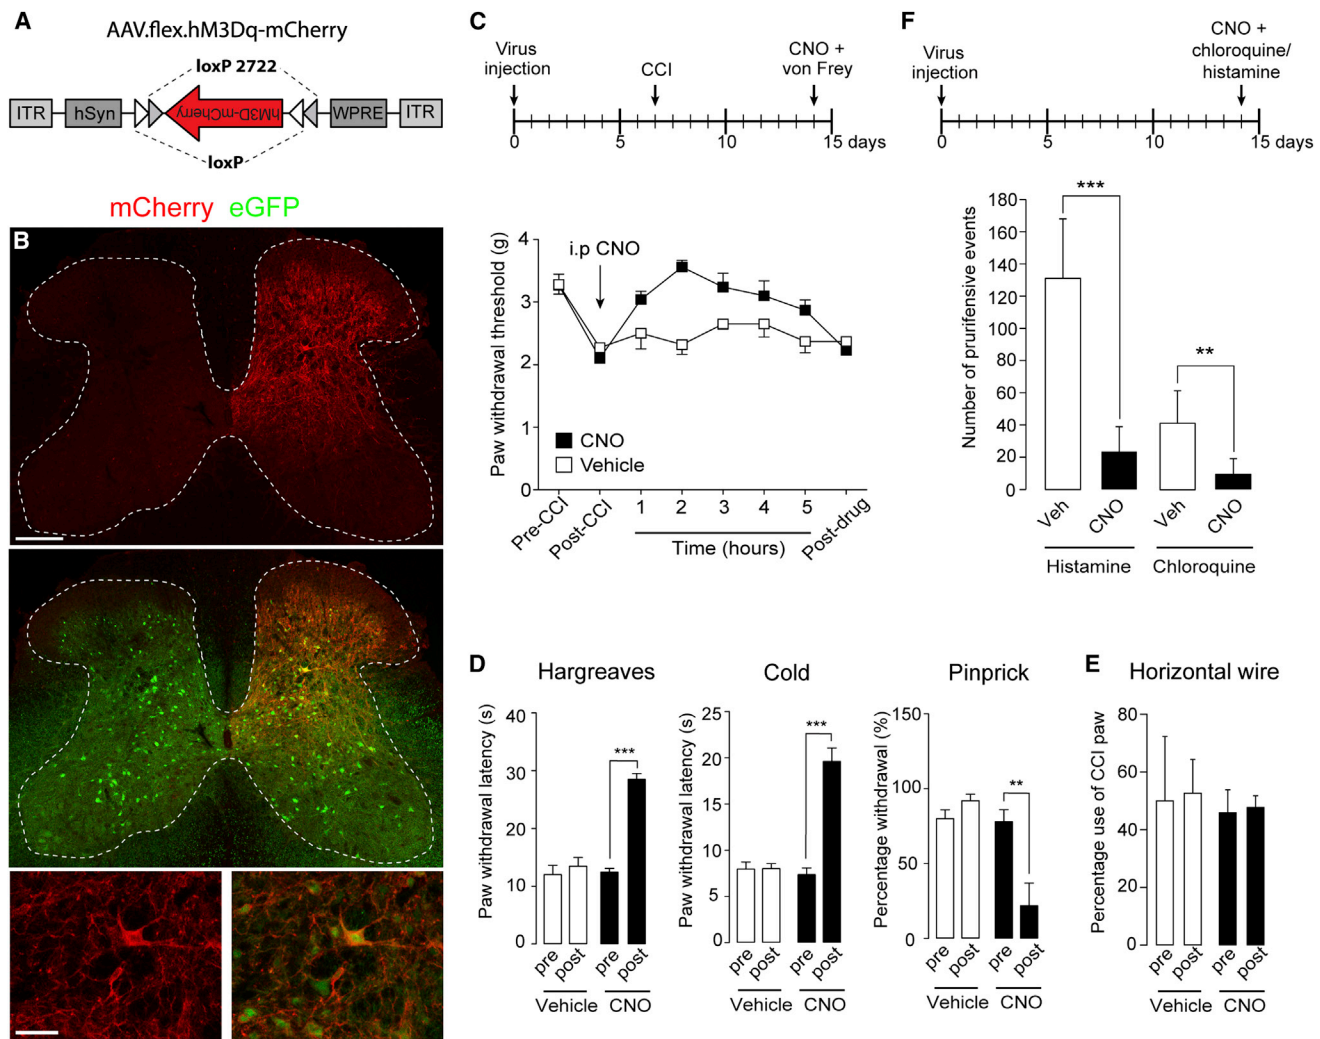 A
AAV.flex.hM3Dq-mCherry
loxP 2722
ITR
hSyn
hM3D-mCherry
WPRE
ITR
loxP
mCherry eGFP
B
C
Virus
injection
CCI
CNO +
von Frey
0
5
10
15 days
Paw withdrawal threshold (g)
4
3
2
1
0
i.p CNO
CNO
Vehicle
Pre-CCI
Post-CCI
1
2
3
4
5
Post-drug
Time (hours)
F
Virus
injection
CNO +
chloroquine/
histamine
0
5
10
15 days
Number of prurifensive events
180
160
140
120
100
80
60
40
20
0
***
**
Veh
CNO
Veh
CNO
Histamine
Chloroquine
D
Hargreaves
Paw withdrawal latency (s)
40
30
20
10
0
***
pre
post
pre
post
Vehicle
CNO
Cold
Paw withdrawal latency (s)
25
20
15
10
5
0
***
pre
post
pre
post
Vehicle
CNO
Pinprick
Percentage withdrawal (%)
150
100
50
0
**
pre
post
pre
post
Vehicle
CNO
E
Horizontal wire
Percentage use of CCI paw
80
60
40
20
0
pre
post
pre
post
Vehicle
CNO